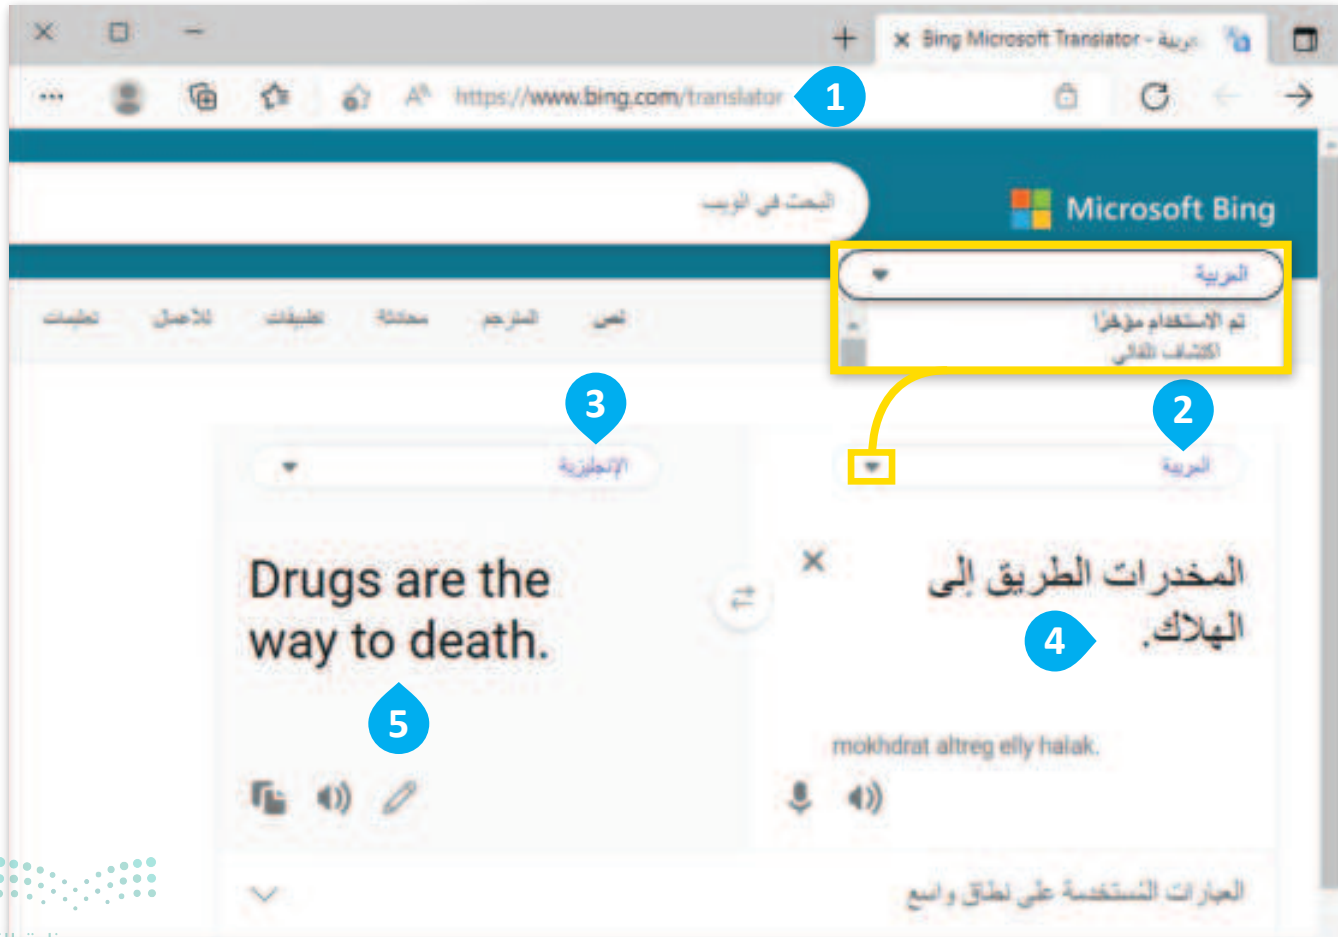 Bing Microsoft Translator - عربية
https://www.bing.com/translator
1
Microsoft Bing
البحث في الويب
العربية
تم الاستخدام مؤخرًا
اكتشاف تلقائي
نص المترجم محادثة تطبيقات للأعمال تعليمات
2
3
العربية
الإنجليزية
المخدرات الطريق إلى
الهلاك.
4
Drugs are the
way to death.
5
mokhdrat altreg elly halak.
العبارات المستخدمة على نطاق واسع